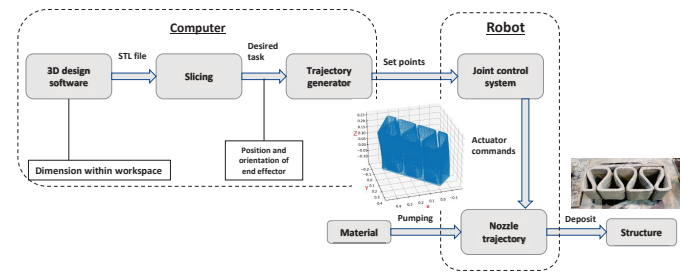 Computer
Robot
STL file
Desired
task
Set points
3D design
software
Slicing
Trajectory
generator
Joint control
system
Dimension within workspace
Position and
orientation of
end effector
Actuator
commands
Pumping
Deposit
Material
Nozzle
trajectory
Structure